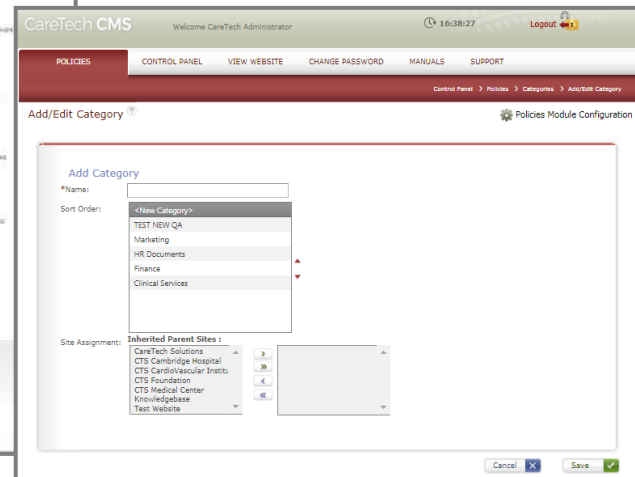 CareTech CMS
Welcome CareTech Administrator
16:38:27
Logout
POLICIES
CONTROL PANEL
VIEW WEBSITE
CHANGE PASSWORD
MANUALS
SUPPORT
Control Panel > Policies > Categories > Add/Edit Category
Add/Edit Category ?
Policies Module Configuration
Add Category
*Name:
Sort Order:
<New Category>
TEST NEW QA
Marketing
HR Documents
Finance
Clinical Services
Site Assignment:
Inherited Parent Sites :
CareTech Solutions
CTS Cambridge Hospital
CTS CardioVascular Institu
CTS Foundation
CTS Medical Center
Knowledgebase
Test Website
>
»
<
«
Cancel
Save